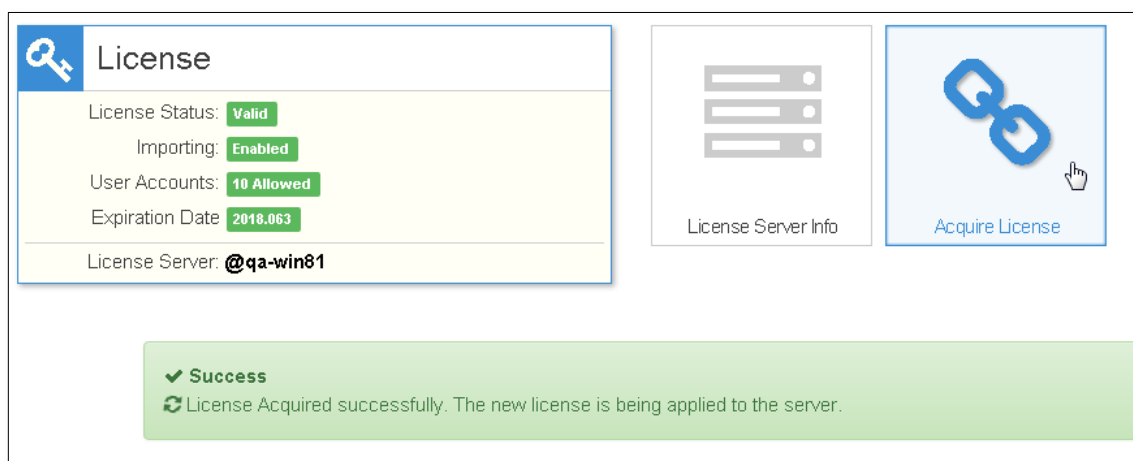 License
License Status: Valid
Importing: Enabled
User Accounts: 10 Allowed
Expiration Date 2018.063
License Server: @qa-win81
License Server Info
Acquire License
Success
License Acquired successfully. The new license is being applied to the server.